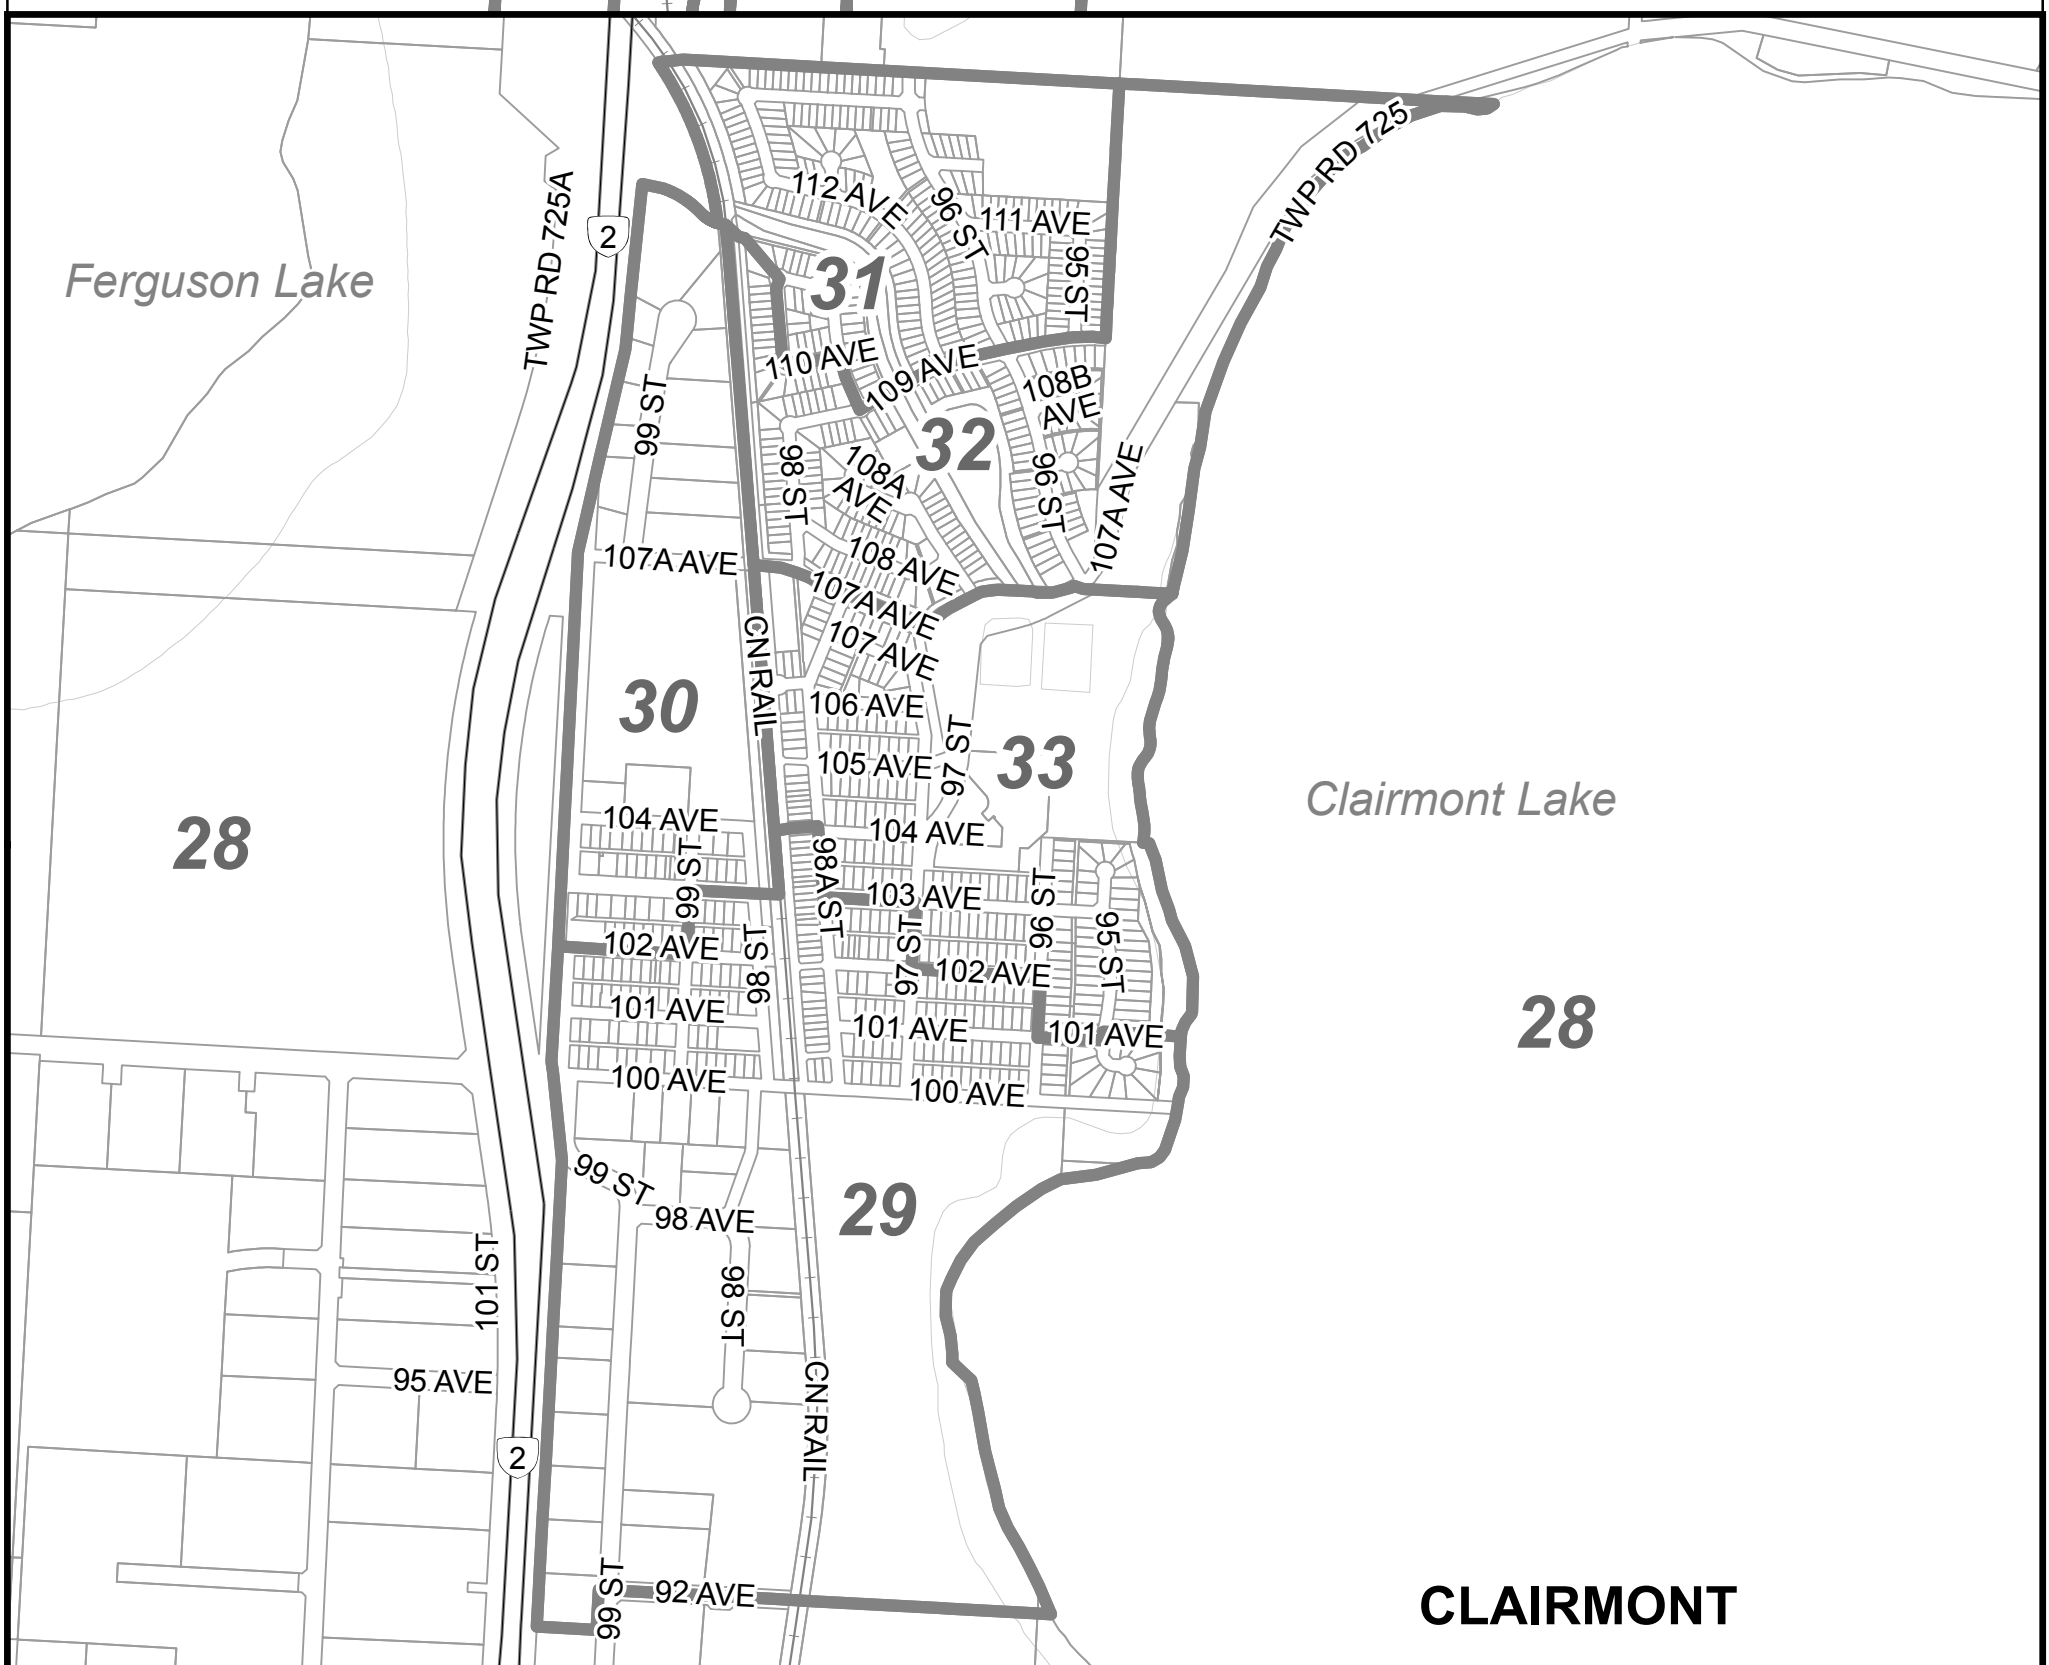 TWP RD 725
112 AVE
96 ST
111 AVE
TWP RD 725A
2
Ferguson Lake
31
95 ST
110 AVE
109 AVE
108B
AVE
99 ST
32
98 ST
108A
AVE
96 ST
107A AVE
107A AVE
108 AVE
107A AVE
107 AVE
CN RAIL
30
106 AVE
97 ST
33
105 AVE
Clairmont Lake
104 AVE
104 AVE
28
99 ST
98A ST
103 AVE
96 ST
95 ST
102 AVE
98 ST
97 ST
102 AVE
101 AVE
101 AVE
101 AVE
28
100 AVE
100 AVE
99 ST
98 AVE
29
101 ST
98 ST
95 AVE
CN RAIL
2
99 ST
92 AVE
CLAIRMONT